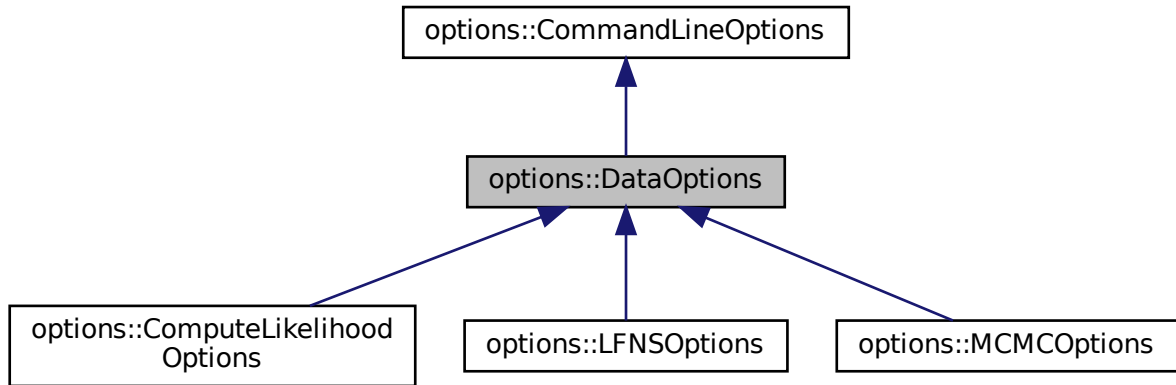 options::CommandLineOptions
options::DataOptions
options::ComputeLikelihood
Options
options::LFNSOptions
options::MCMCOptions